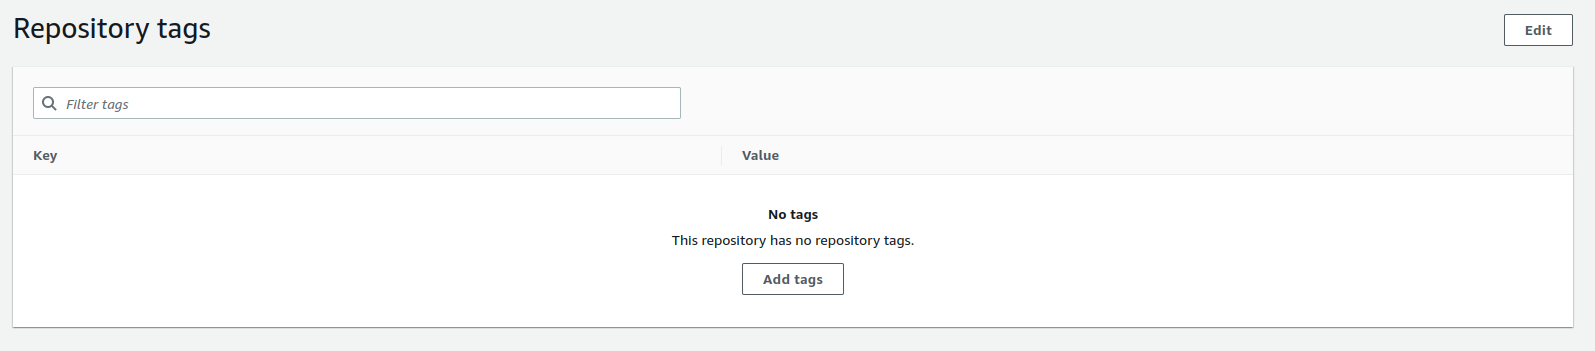 Repository tags
Edit
Filter tags
Key Value
No tags
This repository has no repository tags.
Add tags